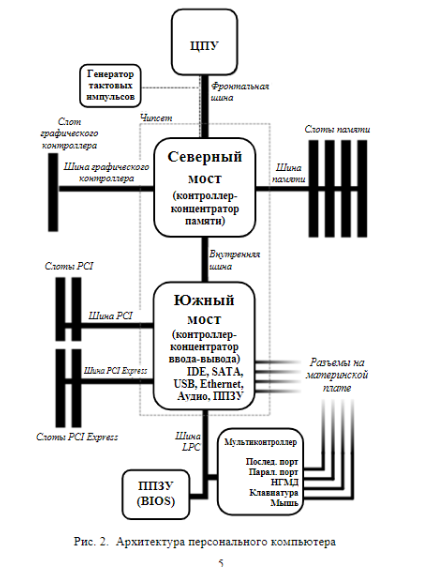 ЦПУ
Генератор
тактовых
импульсов
Фронтальная
шина
Слот
графического
контроллера
Чипсет
Слоты памяти
Северный
мост
(контроллер-
концентратор
памяти)
Шина графического
контроллера
Шина
памяти
Внутренняя
шина
Слоты PCI
Южный
мост
(контроллер-
концентратор
ввода-вывода)
IDE, SATA,
USB, Ethernet,
Аудио, ППЗУ
Шина PCI
Шина PCI Express
Разъемы на
материнской
плате
Слоты PCI Express
Шина
LPC
Мультиконтроллер
Послед. порт
Парал. порт
НГМД
Клавиатура
Мышь
ППЗУ
(BIOS)
Рис. 2. Архитектура персонального компьютера
5